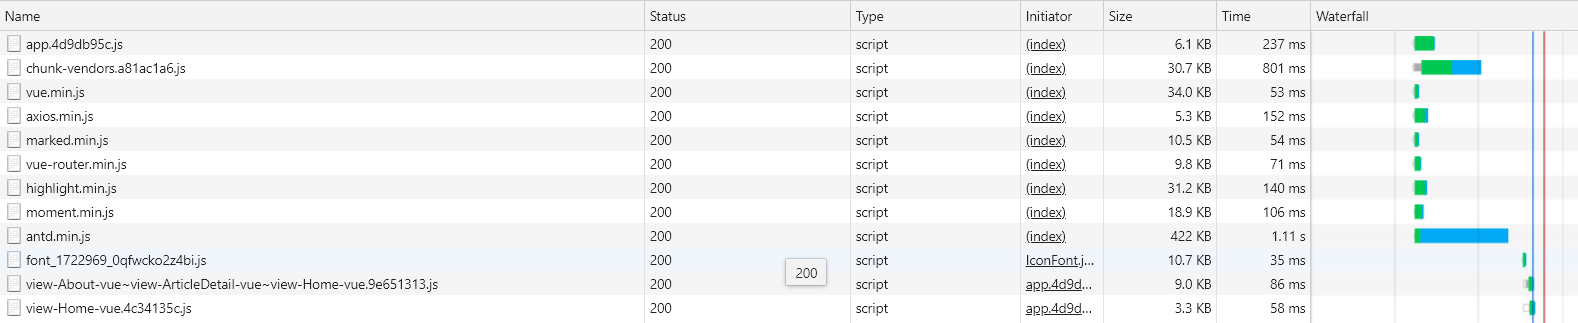 Name Status Type Initiator Size Time Waterfall
app.4d9db95c.js 200 script (index) 6.1 KB 237 ms
chunk-vendors.a81ac1a6.js 200 script (index) 30.7 KB 801 ms
vue.min.js 200 script (index) 34.0 KB 53 ms
axios.min.js 200 script (index) 5.3 KB 152 ms
marked.min.js 200 script (index) 10.5 KB 54 ms
vue-router.min.js 200 script (index) 9.8 KB 71 ms
highlight.min.js 200 script (index) 31.2 KB 140 ms
moment.min.js 200 script (index) 18.9 KB 106 ms
antd.min.js 200 script (index) 422 KB 1.11 s
font_1722969_0qfwcko2z4bi.js 200 script IconFont.j... 10.7 KB 35 ms
200
view-About-vue~view-ArticleDetail-vue~view-Home-vue.9e651313.js 200 script app.4d9d... 9.0 KB 86 ms
view-Home-vue.4c34135c.js 200 script app.4d9d... 3.3 KB 58 ms